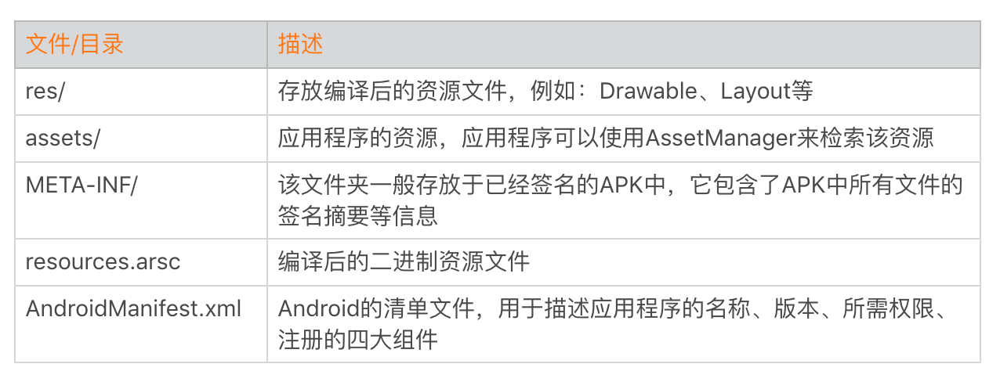 文件/目录
描述
res/
存放编译后的资源文件，例如：Drawable、Layout等
assets/
应用程序的资源，应用程序可以使用AssetManager来检索该资源
META-INF/
该文件夹一般存放于已经签名的APK中，它包含了APK中所有文件的
签名摘要等信息
resources.arsc
编译后的二进制资源文件
AndroidManifest.xml
Android的清单文件，用于描述应用程序的名称、版本、所需权限、
注册的四大组件